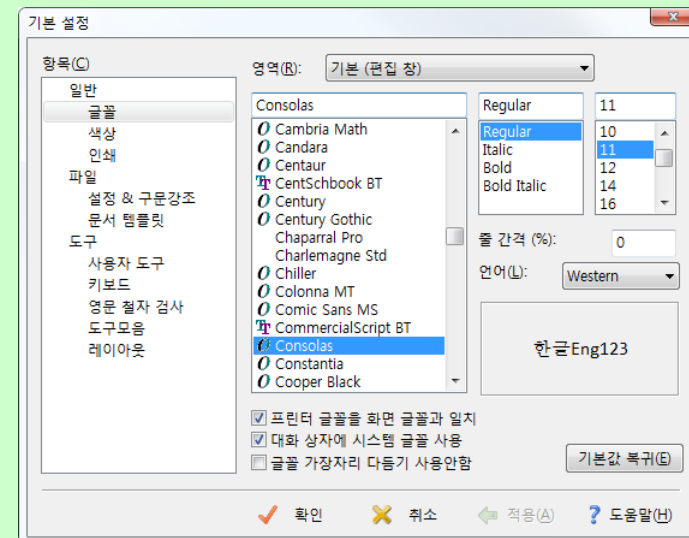 기본 설정
항목(C)
일반
글꼴
색상
인쇄
파일
설정 & 구문강조
문서 템플릿
도구
사용자 도구
키보드
영문 철자 검사
도구모음
레이아웃
영역(R):
기본 (편집 창)
Consolas
Regular
11
Cambria Math
Candara
Centaur
CentSchbook BT
Century
Century Gothic
Chaparral Pro
Charlemagne Std
Chiller
Colonna MT
Comic Sans MS
CommercialScript BT
Consolas
Constantia
Cooper Black
Regular
Italic
Bold
Bold Italic
10
11
12
14
16
줄 간격 (%):
0
언어(L):
Western
한글Eng123
프린터 글꼴을 화면 글꼴과 일치
대화 상자에 시스템 글꼴 사용
글꼴 가장자리 다듬기 사용안함
기본값 복귀(E)
확인
취소
적용(A)
도움말(H)